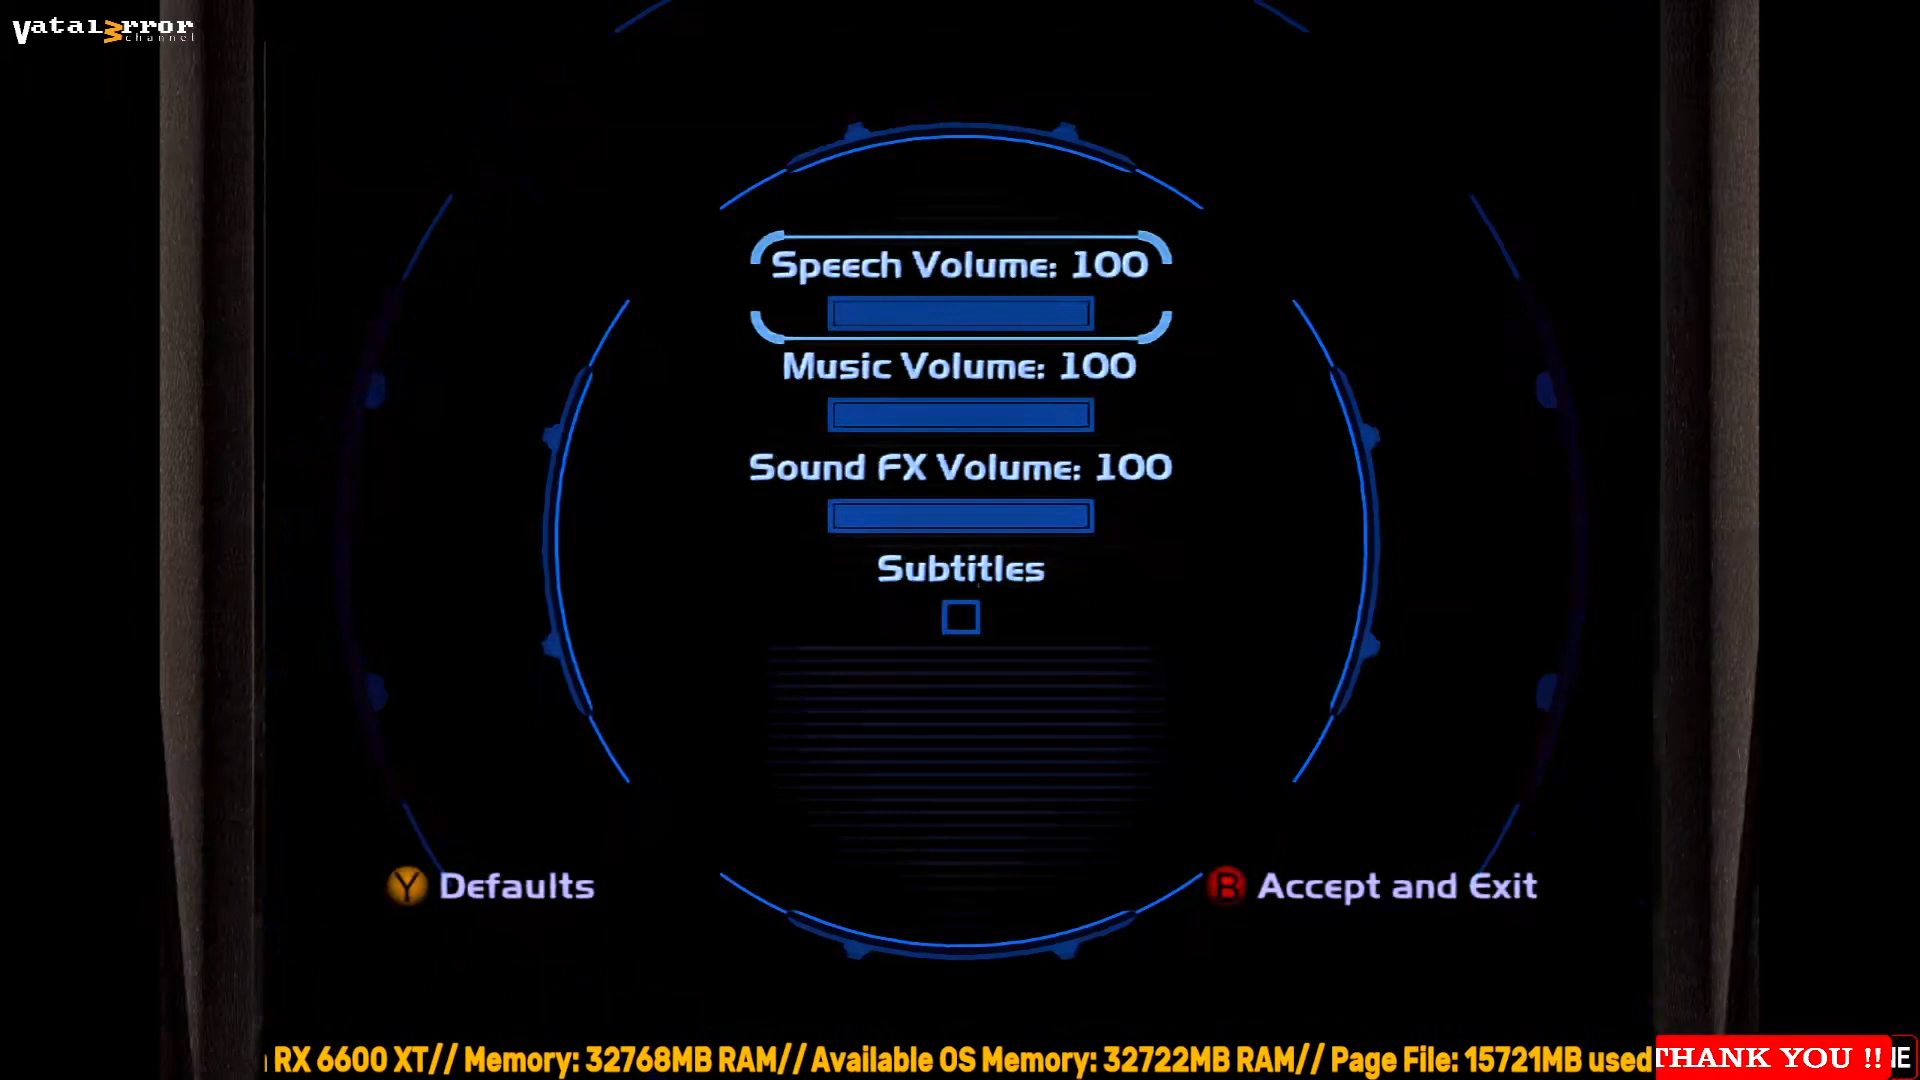 Vatal3rror
channel
Speech Volume: 100
Music Volume: 100
Sound FX Volume: 100
Subtitles
Y Defaults
B Accept and Exit
RX 6600 XT// Memory: 32768MB RAM// Available OS Memory: 32722MB RAM// Page File: 15721MB used
THANK YOU !!